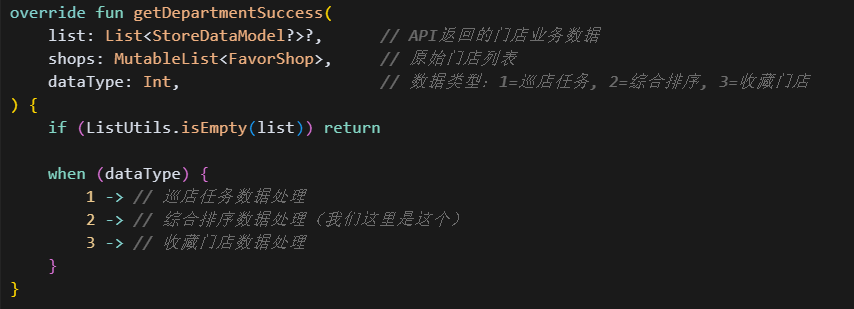 override fun getDepartmentSuccess(
    list: List<StoreDataModel?>?,      // API返回的门店业务数据
    shops: MutableList<FavorShop>,     // 原始门店列表
    dataType: Int,                     // 数据类型: 1=巡店任务, 2=综合排序, 3=收藏门店
) {
    if (ListUtils.isEmpty(list)) return

    when (dataType) {
        1 -> // 巡店任务数据处理
        2 -> // 综合排序数据处理（我们这里是这个）
        3 -> // 收藏门店数据处理
    }
}